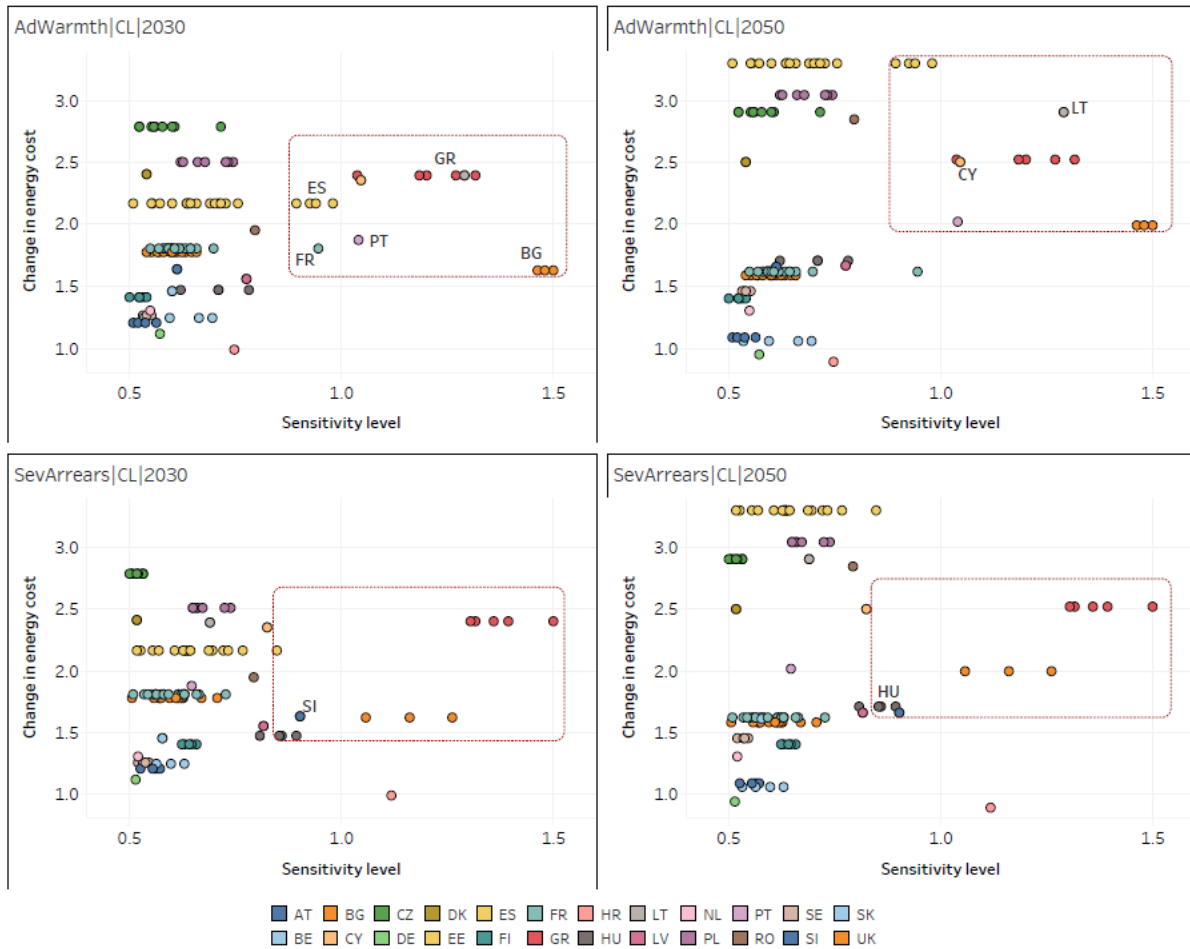 AdWarmth|CL|2030
Change in energy cost
3.0
2.5
2.0
1.5
1.0
GR
ES
PT
FR
BG
0.5 1.0 1.5
Sensitivity level
AdWarmth|CL|2050
Change in energy cost
3.0
2.5
2.0
1.5
1.0
LT
CY
0.5 1.0 1.5
Sensitivity level
SevArrears|CL|2030
Change in energy cost
3.0
2.5
2.0
1.5
1.0
SI
0.5 1.0 1.5
Sensitivity level
SevArrears|CL|2050
Change in energy cost
3.0
2.5
2.0
1.5
1.0
HU
0.5 1.0 1.5
Sensitivity level
AT BG CZ DK ES FR HR LT NL PT SE SK
BE CY DE EE FI GR HU LV PL RO SI UK